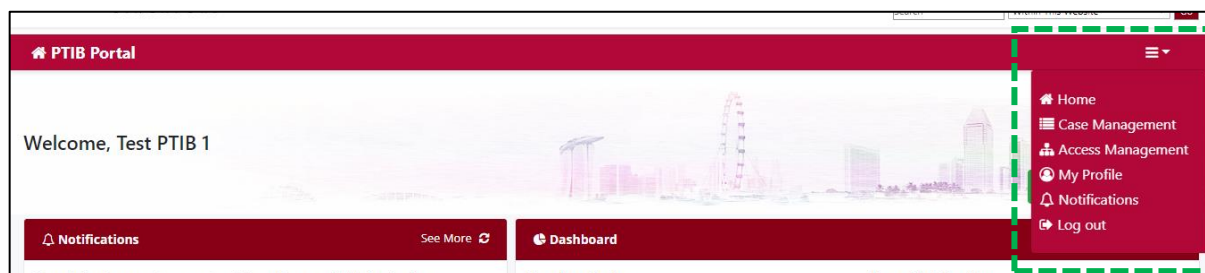 Search
Within This Website
PTIB Portal
Home
Case Management
Access Management
My Profile
Notifications
Log out
Welcome, Test PTIB 1
Notifications
See More
Dashboard